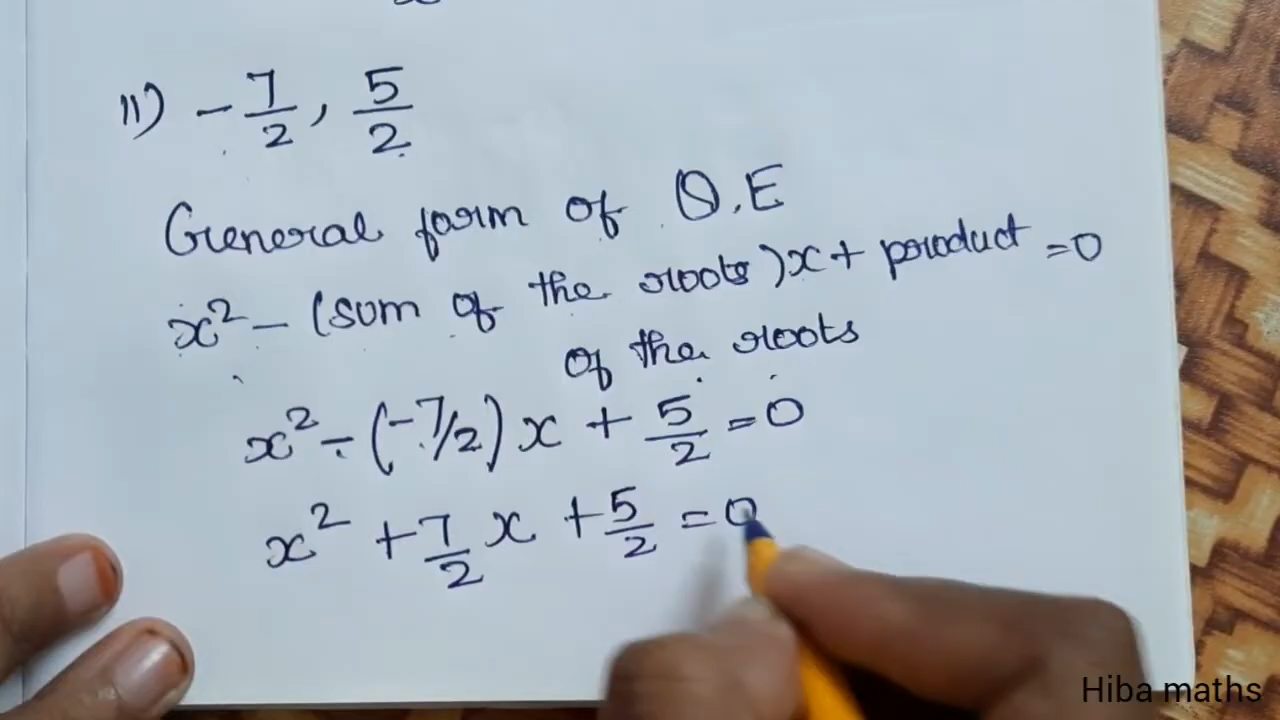 11) -7/2, 5/2
General form of Q.E
x² - (sum of the roots)x + product = 0
of the roots
x² - (-7/2)x + 5/2 = 0
x² + 7/2 x + 5/2 = 0
Hiba maths